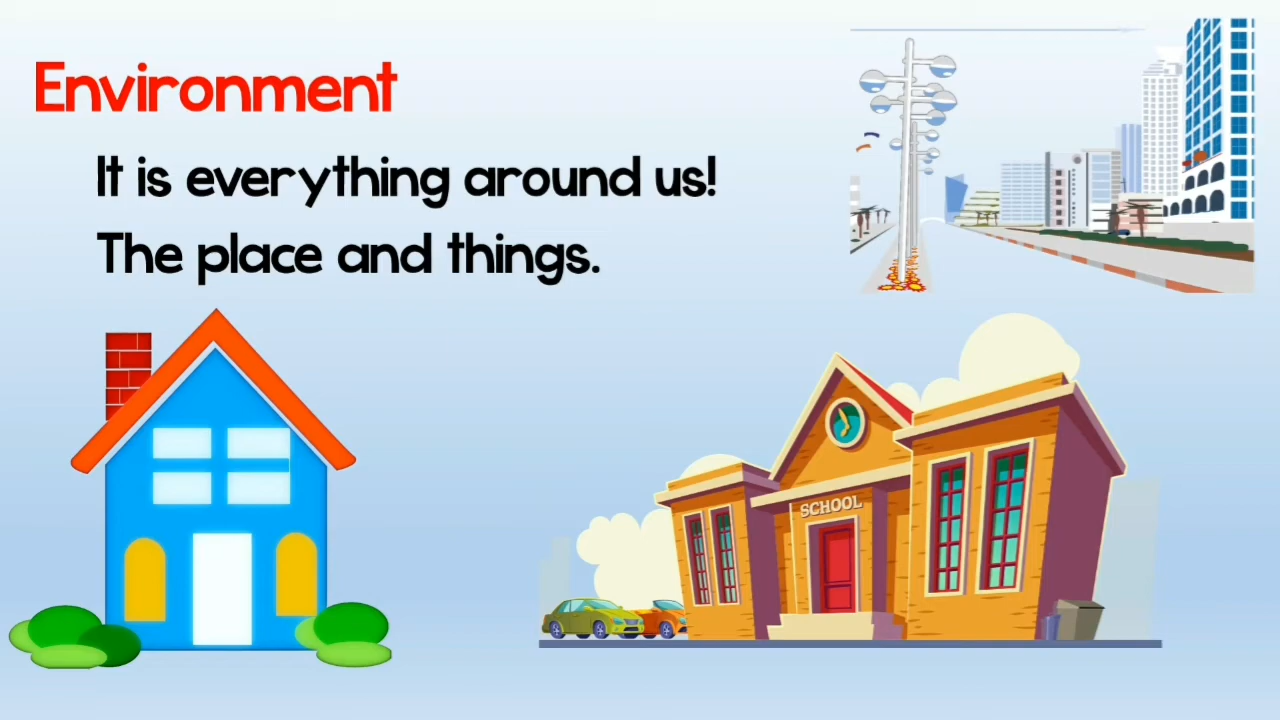 Environment
It is everything around us!
The place and things.
SCHOOL